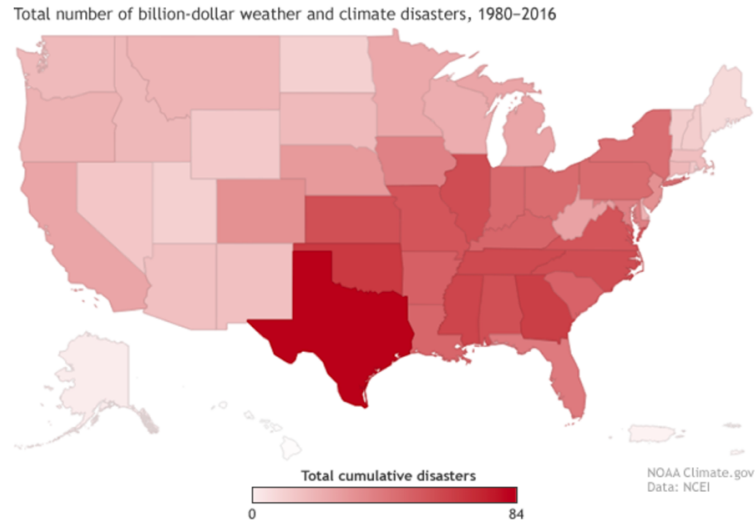 Total number of billion-dollar weather and climate disasters, 1980–2016
Total cumulative disasters
0
84
NOAA Climate.gov
Data: NCEI